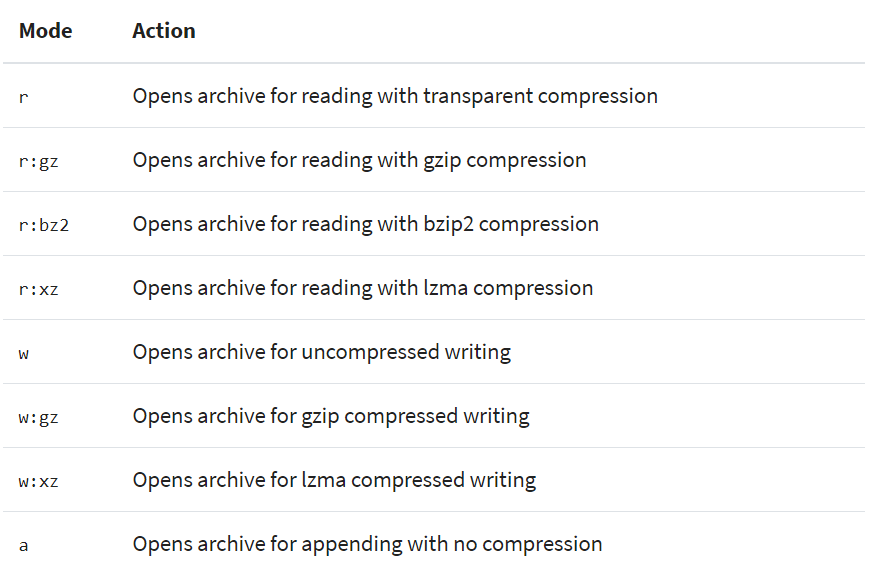 Mode Action
r Opens archive for reading with transparent compression
r:gz Opens archive for reading with gzip compression
r:bz2 Opens archive for reading with bzip2 compression
r:xz Opens archive for reading with lzma compression
w Opens archive for uncompressed writing
w:gz Opens archive for gzip compressed writing
w:xz Opens archive for lzma compressed writing
a Opens archive for appending with no compression